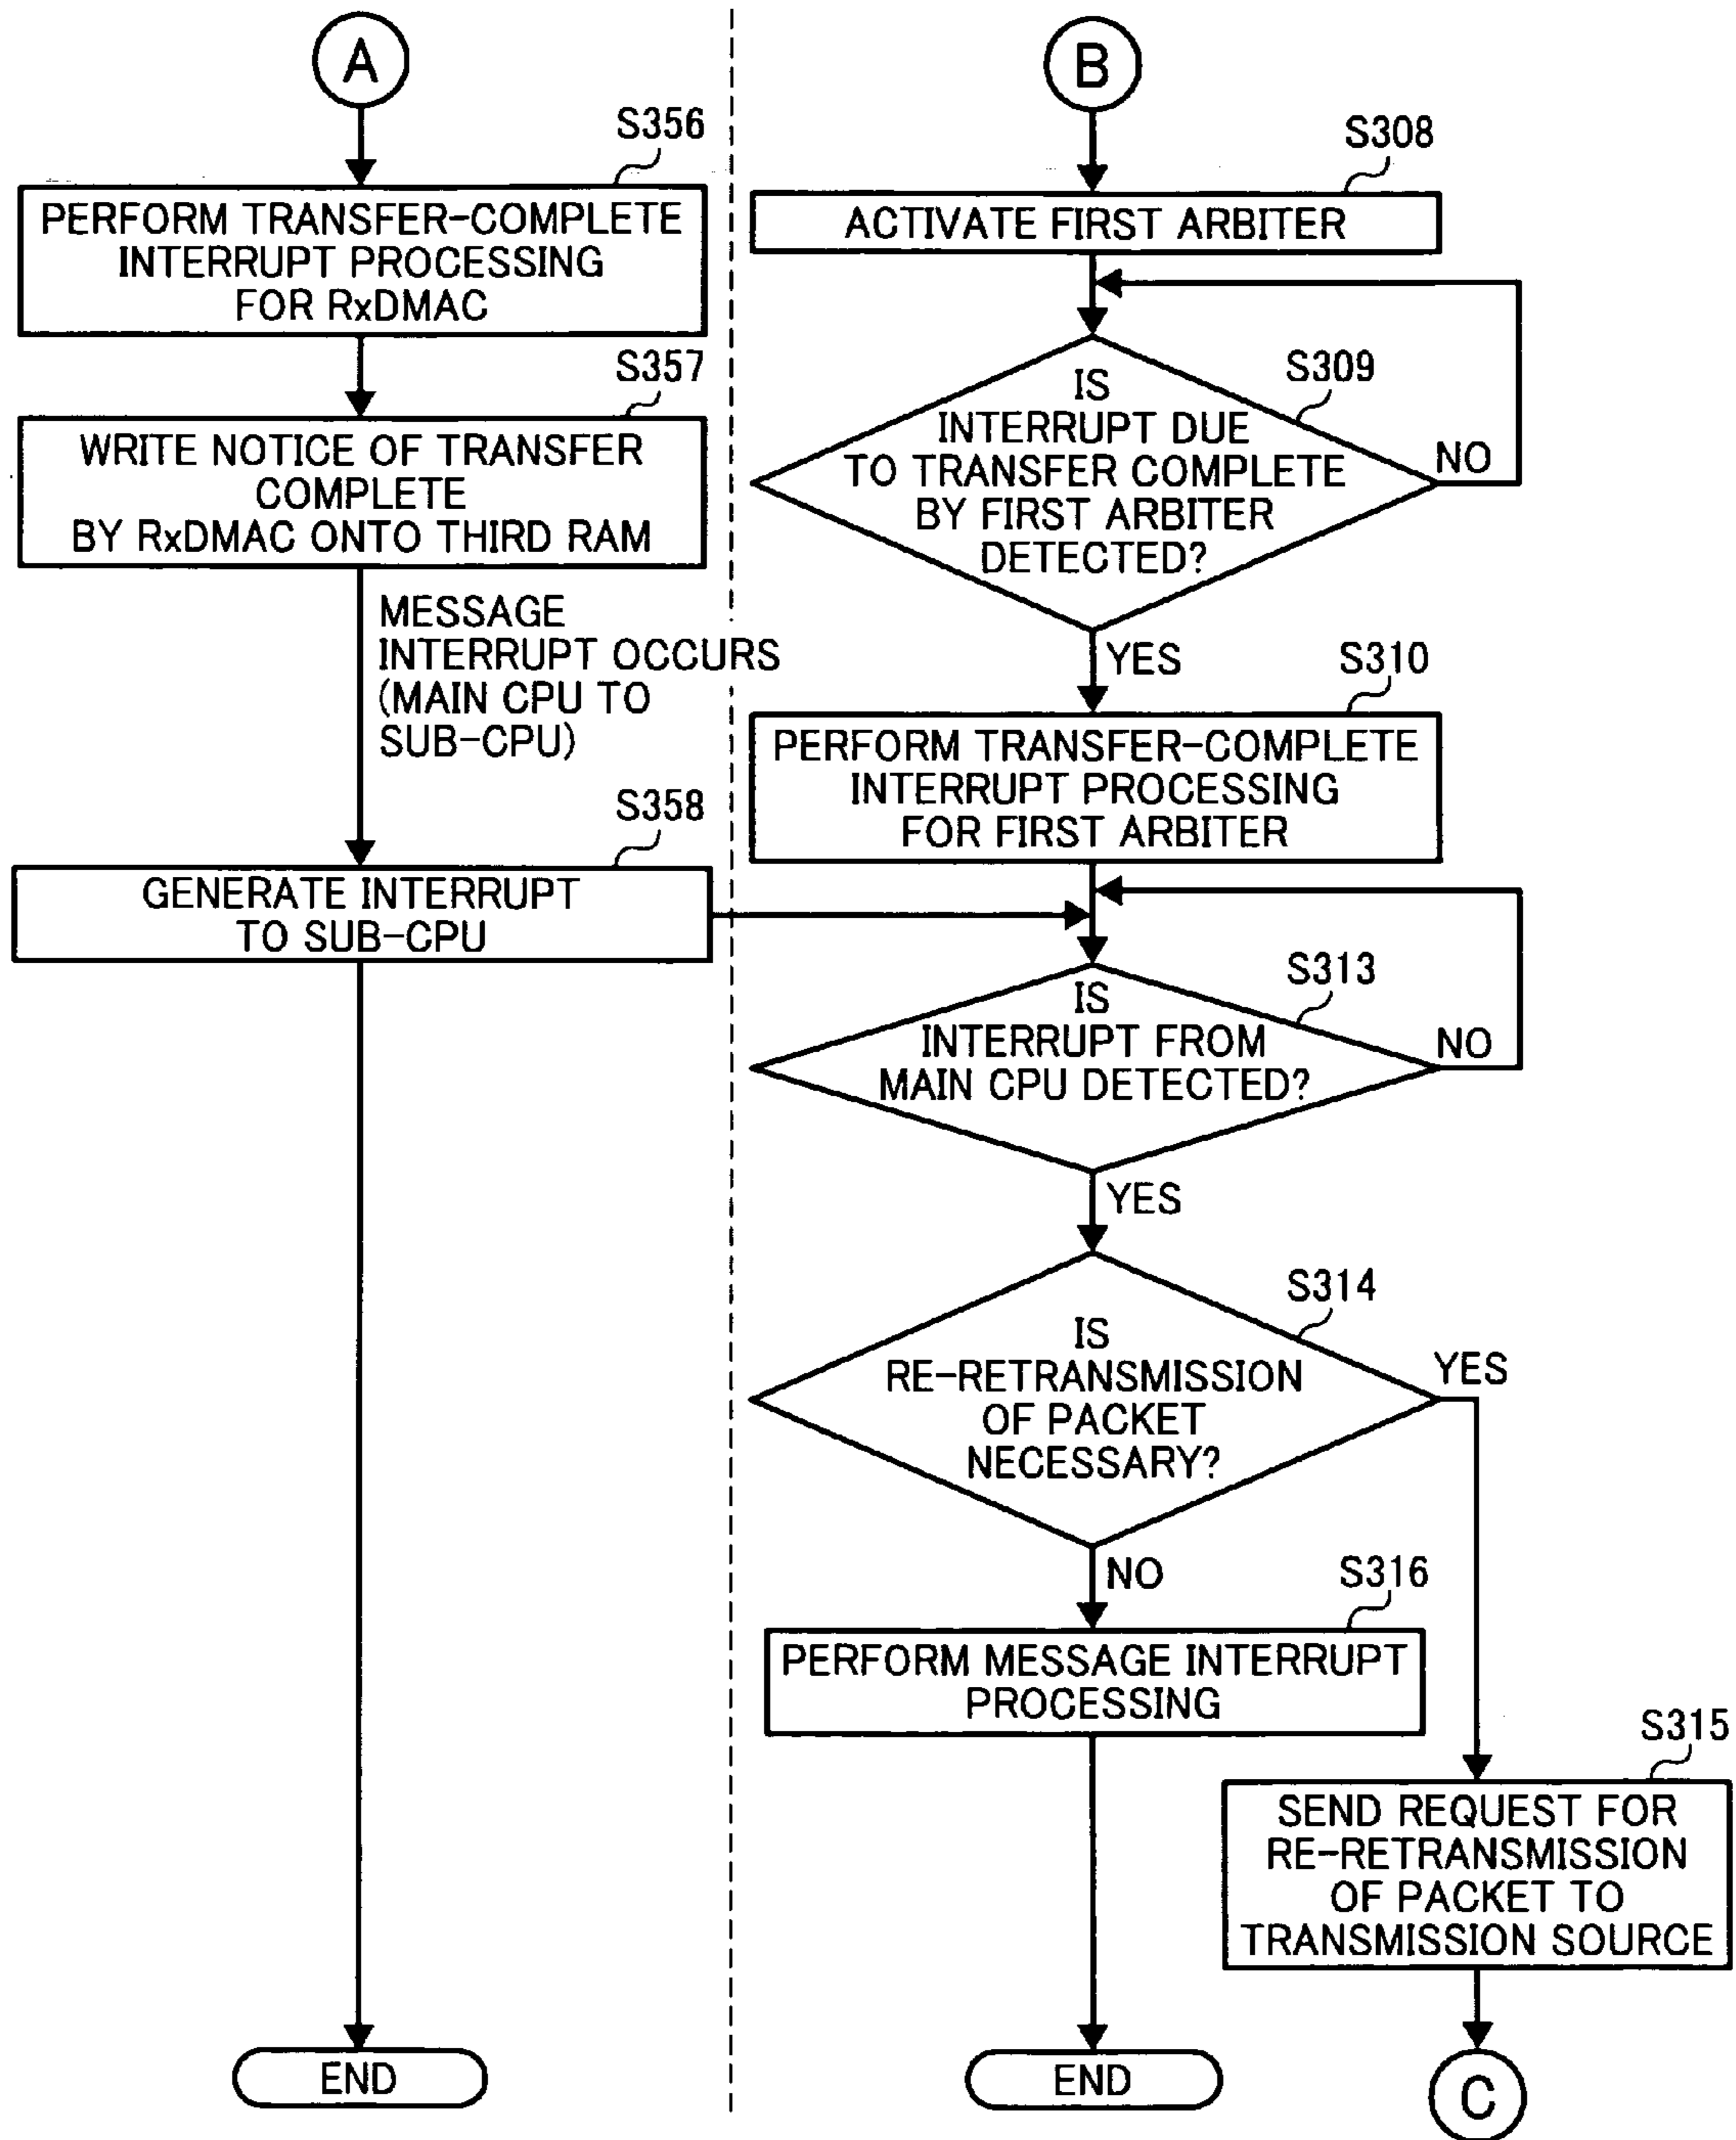 A
S356
PERFORM TRANSFER-COMPLETE
INTERRUPT PROCESSING
FOR RxDMAC
S357
WRITE NOTICE OF TRANSFER
COMPLETE
BY RxDMAC ONTO THIRD RAM
MESSAGE
INTERRUPT OCCURS
(MAIN CPU TO
SUB-CPU)
S358
GENERATE INTERRUPT
TO SUB-CPU
END
B
S308
ACTIVATE FIRST ARBITER
S309
IS
INTERRUPT DUE
TO TRANSFER COMPLETE
BY FIRST ARBITER
DETECTED?
NO
YES
S310
PERFORM TRANSFER-COMPLETE
INTERRUPT PROCESSING
FOR FIRST ARBITER
S313
IS
INTERRUPT FROM
MAIN CPU DETECTED?
NO
YES
S314
IS
RE-RETRANSMISSION
OF PACKET
NECESSARY?
YES
NO
S316
PERFORM MESSAGE INTERRUPT
PROCESSING
END
S315
SEND REQUEST FOR
RE-RETRANSMISSION
OF PACKET TO
TRANSMISSION SOURCE
C